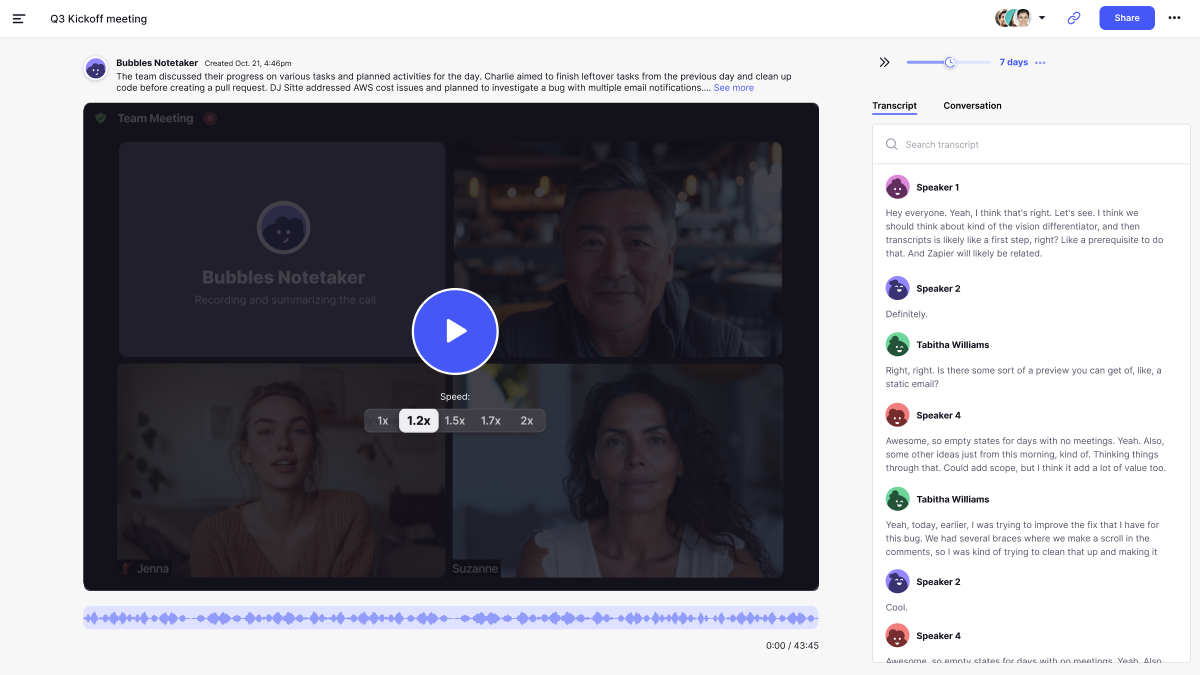 Q3 Kickoff meeting
Share
Bubbles Notetaker Created Oct. 21, 4:46pm
The team discussed their progress on various tasks and planned activities for the day. Charlie aimed to finish leftover tasks from the previous day and clean up
code before creating a pull request. DJ Sitte addressed AWS cost issues and planned to investigate a bug with multiple email notifications.... See more
Team Meeting
Bubbles Notetaker
Recording and summarizing the call
Speed:
1x 1.2x 1.5x 1.7x 2x
Jenna
Suzanne
0:00 / 43:45
7 days
Transcript Conversation
Search transcript
Speaker 1
Hey everyone. Yeah, I think that's right. Let's see. I think we
should think about kind of the vision differentiator, and then
transcripts is likely like a first step, right? Like a prerequisite to do
that. And Zapier will likely be related.
Speaker 2
Definitely.
Tabitha Williams
Right, right. Is there some sort of a preview you can get of, like, a
static email?
Speaker 4
Awesome, so empty states for days with no meetings. Yeah. Also,
some other ideas just from this morning, kind of. Thinking things
through that. Could add scope, but I think it add a lot of value too.
Tabitha Williams
Yeah, today, earlier, I was trying to improve the fix that I have for
this bug. We had several braces where we make a scroll in the
comments, so I was kind of trying to clean that up and making it
Speaker 2
Cool.
Speaker 4
Awesome, so empty states for days with no meetings. Yeah. Also